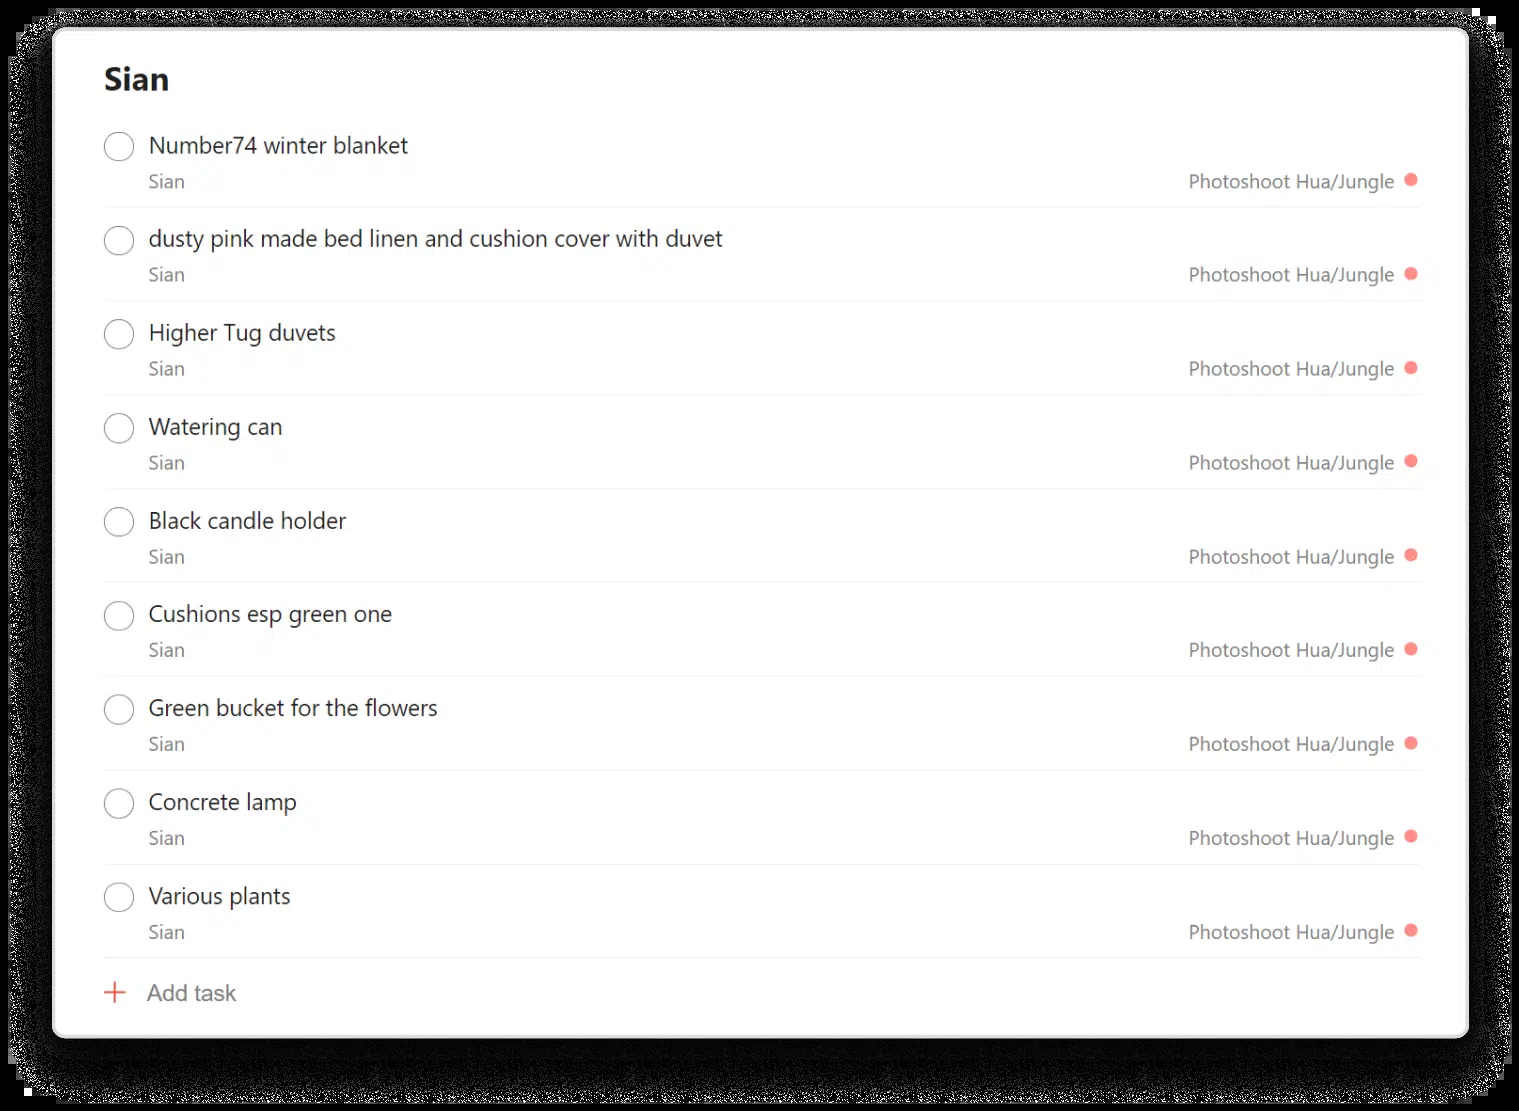 Sian
Number74 winter blanket
Sian
Photoshoot Hua/Jungle
dusty pink made bed linen and cushion cover with duvet
Sian
Photoshoot Hua/Jungle
Higher Tug duvets
Sian
Photoshoot Hua/Jungle
Watering can
Sian
Photoshoot Hua/Jungle
Black candle holder
Sian
Photoshoot Hua/Jungle
Cushions esp green one
Sian
Photoshoot Hua/Jungle
Green bucket for the flowers
Sian
Photoshoot Hua/Jungle
Concrete lamp
Sian
Photoshoot Hua/Jungle
Various plants
Sian
Photoshoot Hua/Jungle
Add task